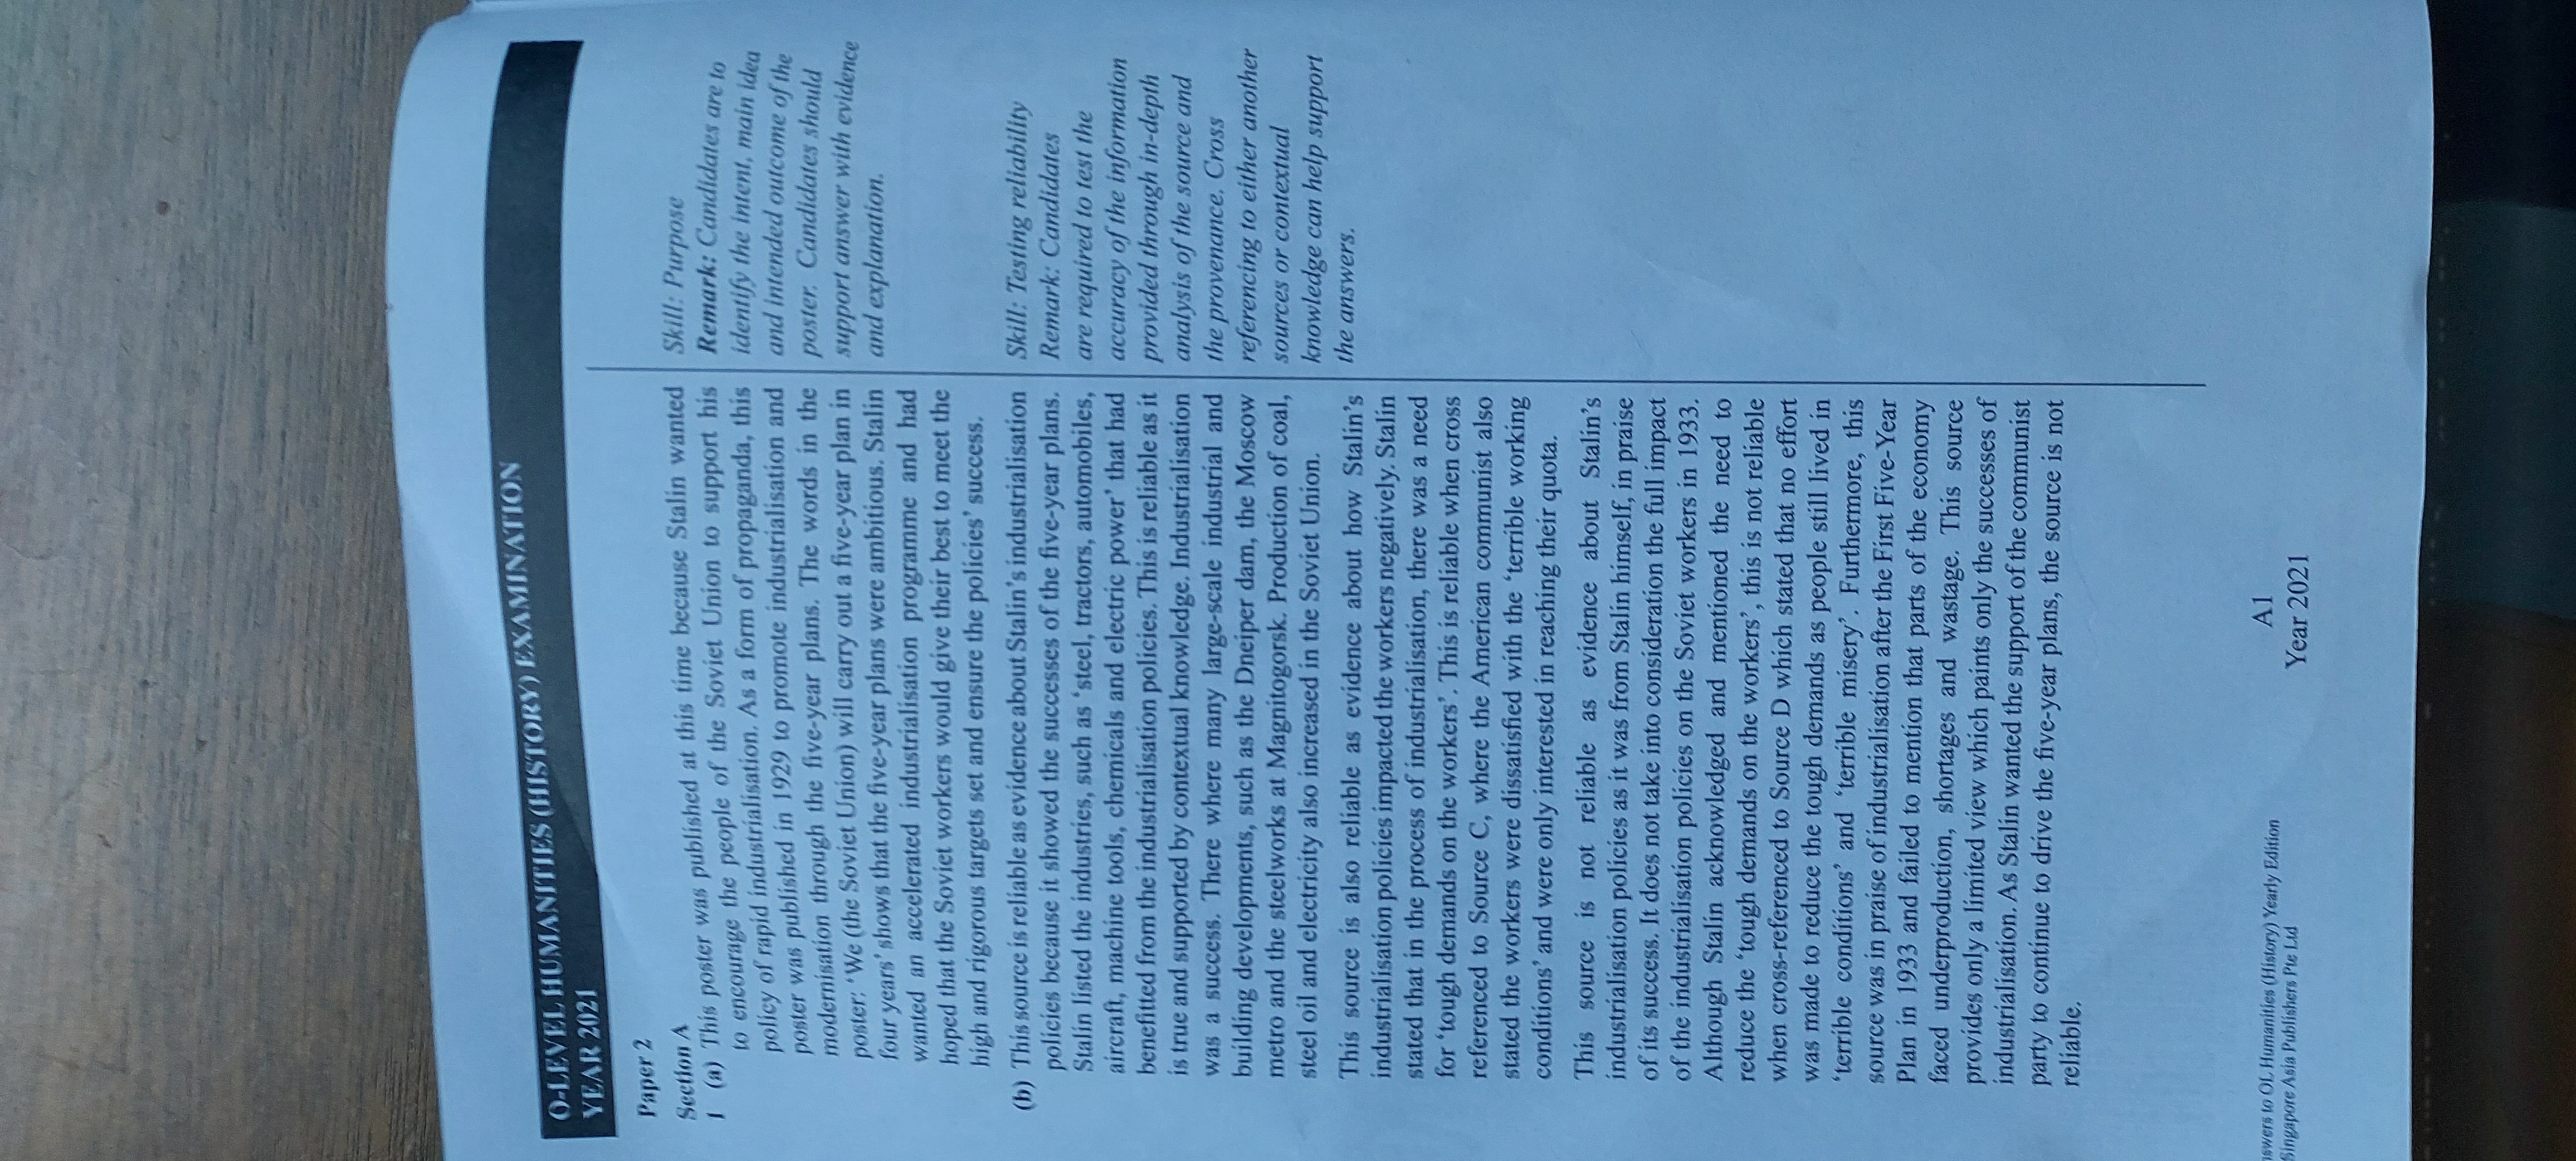 O-LEVEL HUMANITIES (HISTORY) EXAMINATION
YEAR 2021
Paper 2
Section A
1 (a) This poster was published at this time because Stalin wanted
to encourage the people of the Soviet Union to support his
policy of rapid industrialisation. As a form of propaganda, this
poster was published in 1929 to promote industrialisation and
modernisation through the five-year plans. The words in the
poster: ‘We (the Soviet Union) will carry out a five-year plan in
four years’ shows that the five-year plans were ambitious. Stalin
wanted an accelerated industrialisation programme and had
hoped that the Soviet workers would give their best to meet the
high and rigorous targets set and ensure the policies’ success.
Skill: Purpose
Remark: Candidates are to
identify the intent, main idea
and intended outcome of the
poster. Candidates should
support answer with evidence
and explanation.
(b) This source is reliable as evidence about Stalin’s industrialisation
policies because it showed the successes of the five-year plans.
Stalin listed the industries, such as ‘steel, tractors, automobiles,
aircraft, machine tools, chemicals and electric power’ that had
benefitted from the industrialisation policies. This is reliable as it
is true and supported by contextual knowledge. Industrialisation
was a success. There where many large-scale industrial and
building developments, such as the Dneiper dam, the Moscow
metro and the steelworks at Magnitogorsk. Production of coal,
steel oil and electricity also increased in the Soviet Union.
This source is also reliable as evidence about how Stalin’s
industrialisation policies impacted the workers negatively. Stalin
stated that in the process of industrialisation, there was a need
for ‘tough demands on the workers’. This is reliable when cross
referenced to Source C, where the American communist also
stated the workers were dissatisfied with the ‘terrible working
conditions’ and were only interested in reaching their quota.
This source is not reliable as evidence about Stalin’s
industrialisation policies as it was from Stalin himself, in praise
of its success. It does not take into consideration the full impact
of the industrialisation policies on the Soviet workers in 1933.
Although Stalin acknowledged and mentioned the need to
reduce the ‘tough demands on the workers’, this is not reliable
when cross-referenced to Source D which stated that no effort
was made to reduce the tough demands as people still lived in
‘terrible conditions’ and ‘terrible misery’. Furthermore, this
source was in praise of industrialisation after the First Five-Year
Plan in 1933 and failed to mention that parts of the economy
faced underproduction, shortages and wastage. This source
provides only a limited view which paints only the successes of
industrialisation. As Stalin wanted the support of the communist
party to continue to drive the five-year plans, the source is not
reliable.
Skill: Testing reliability
Remark: Candidates
are required to test the
accuracy of the information
provided through in-depth
analysis of the source and
the provenance. Cross
referencing to either another
sources or contextual
knowledge can help support
the answers.
nswers to OL Humanities (History) Yearly Edition
Singapore Asia Publishers Pte Ltd
A1
Year 2021